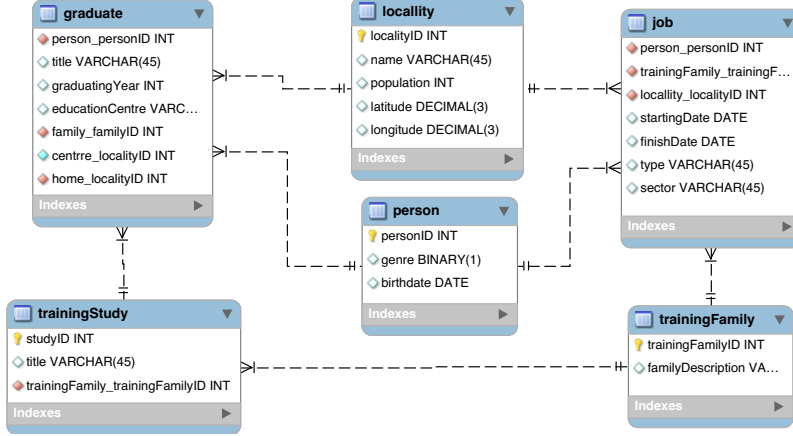 graduate
person_personID INT
title VARCHAR(45)
graduatingYear INT
educationCentre VARC...
family_familyID INT
centrre_localityID INT
home_localityID INT
Indexes
locallity
localityID INT
name VARCHAR(45)
population INT
latitude DECIMAL(3)
longitude DECIMAL(3)
Indexes
job
person_personID INT
trainingFamily_trainingF...
locallity_localityID INT
startingDate DATE
finishDate DATE
type VARCHAR(45)
sector VARCHAR(45)
Indexes
person
personID INT
genre BINARY(1)
birthdate DATE
Indexes
trainingStudy
studyID INT
title VARCHAR(45)
trainingFamily_trainingFamilyID INT
Indexes
trainingFamily
trainingFamilyID INT
familyDescription VA...
Indexes